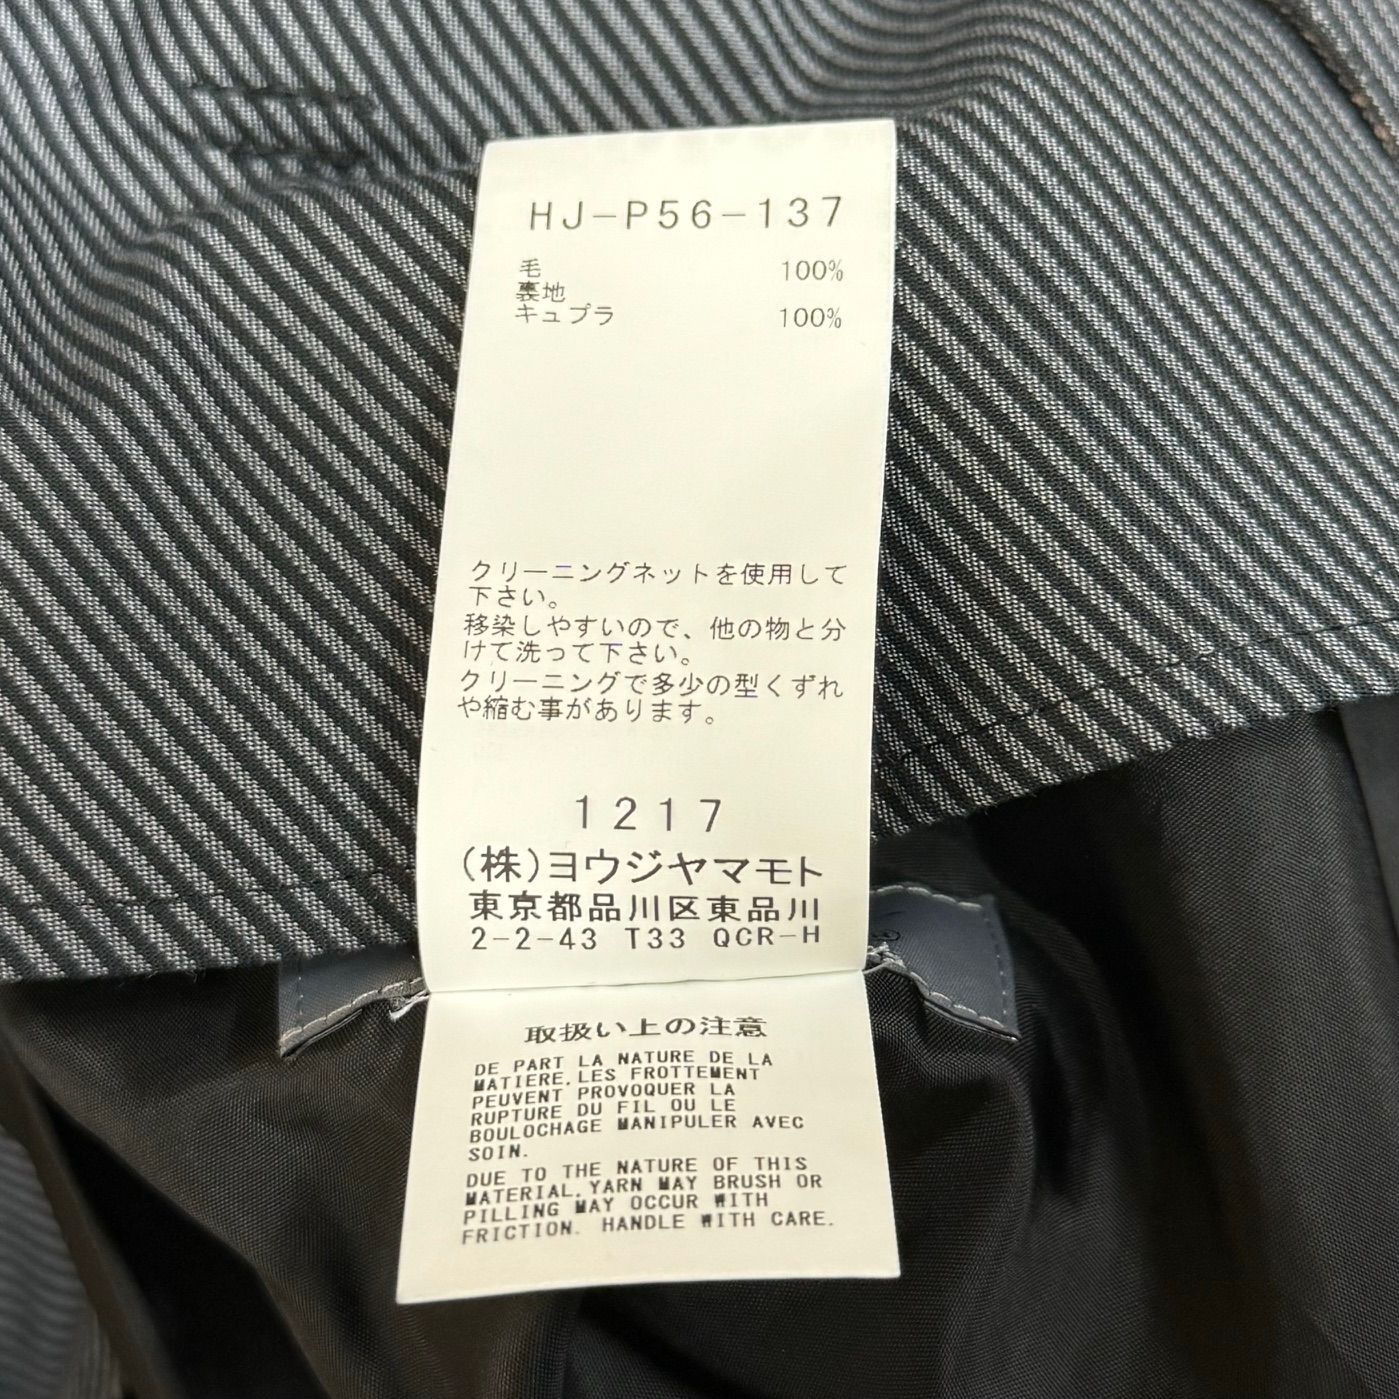 HJ-P56-137
毛 100%
裏地
キュプラ 100%
クリーニングネットを使用して
下さい。
移染しやすいので、他の物と分
けて洗って下さい。
クリーニングで多少の型くずれ
や縮む事があります。
1217
(株)ヨウジヤマモト
東京都品川区東品川
2-2-43 T33 QCR-H
取扱い上の注意
DE PART LA NATURE DE LA
MATIERE,LES FROTTEMENT
PEUVENT PROVOQUER LA
RUPTURE DU FIL OU LE
BOULOCHAGE MANIPULER AVEC
SOIN.
DUE TO THE NATURE OF THIS
MATERIAL,YARN MAY BRUSH OR
PILLING MAY OCCUR WITH
FRICTION. HANDLE WITH CARE.